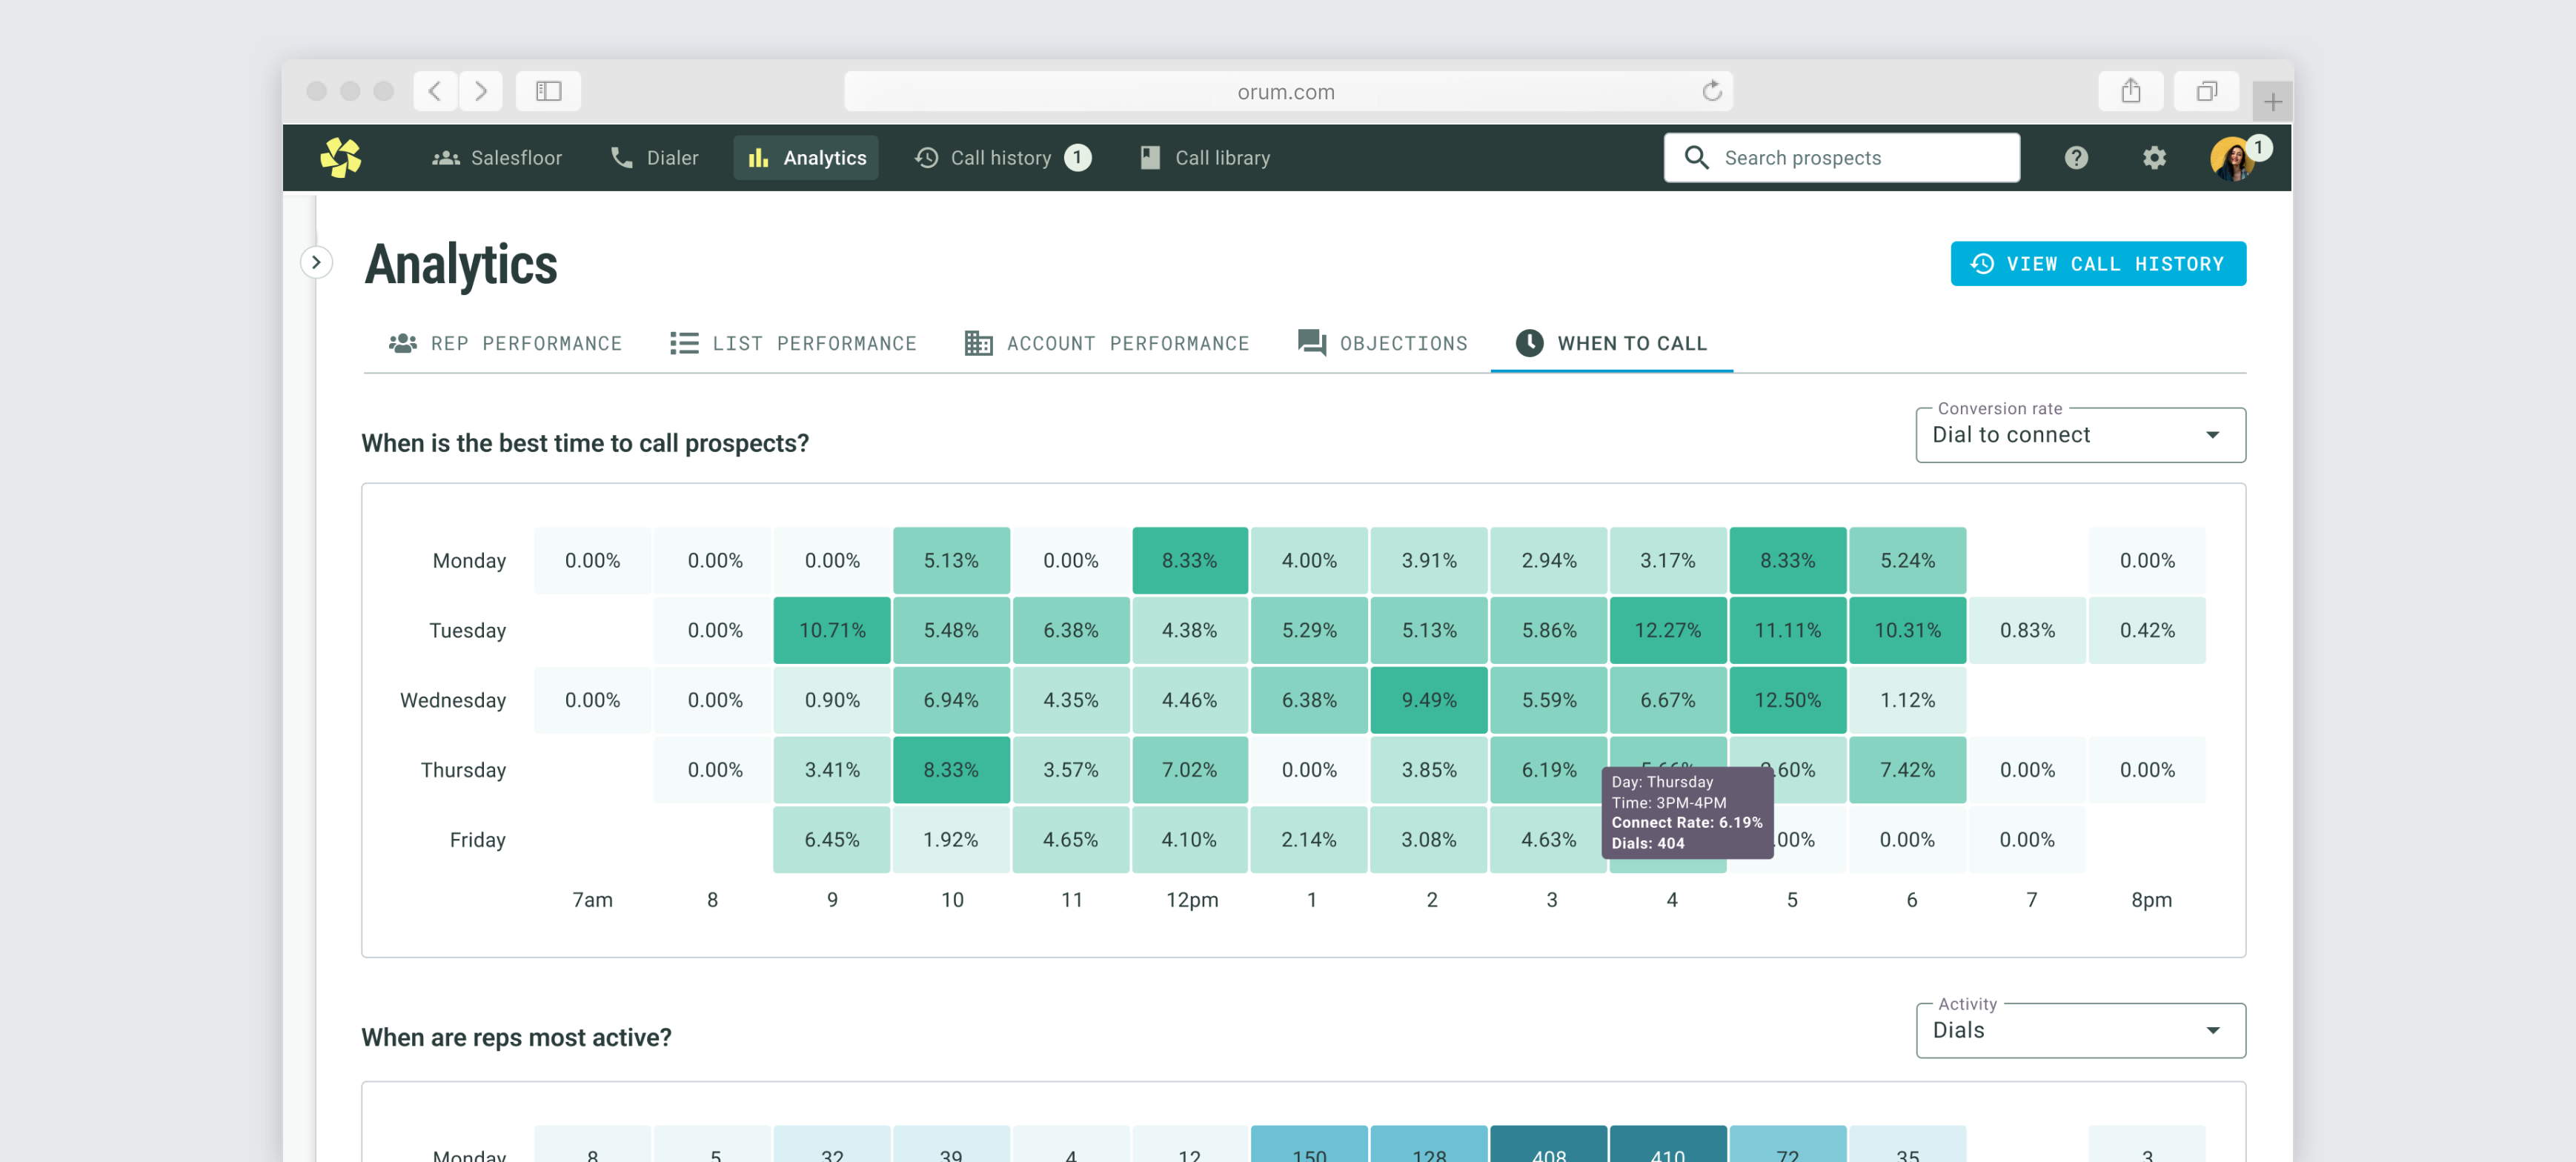 orum.com
Salesfloor Dialer Analytics Call history 1 Call library Search prospects ? 1
Analytics
VIEW CALL HISTORY
REP PERFORMANCE LIST PERFORMANCE ACCOUNT PERFORMANCE OBJECTIONS WHEN TO CALL
Conversion rate
When is the best time to call prospects? Dial to connect
Monday 0.00% 0.00% 0.00% 5.13% 0.00% 8.33% 4.00% 3.91% 2.94% 3.17% 8.33% 5.24% 0.00%
Tuesday 0.00% 10.71% 5.48% 6.38% 4.38% 5.29% 5.13% 5.86% 12.27% 11.11% 10.31% 0.83% 0.42%
Wednesday 0.00% 0.00% 0.90% 6.94% 4.35% 4.46% 6.38% 9.49% 5.59% 6.67% 12.50% 1.12%
Thursday 0.00% 3.41% 8.33% 3.57% 7.02% 0.00% 3.85% 6.19% .60% 7.42% 0.00% 0.00%
Day: Thursday
Time: 3PM-4PM
Connect Rate: 6.19%
Dials: 404
Friday 6.45% 1.92% 4.65% 4.10% 2.14% 3.08% 4.63% .00% 0.00% 0.00%
7am 8 9 10 11 12pm 1 2 3 4 5 6 7 8pm
Activity
When are reps most active? Dials
Monday 8 5 32 39 4 12 150 128 408 410 72 35 3